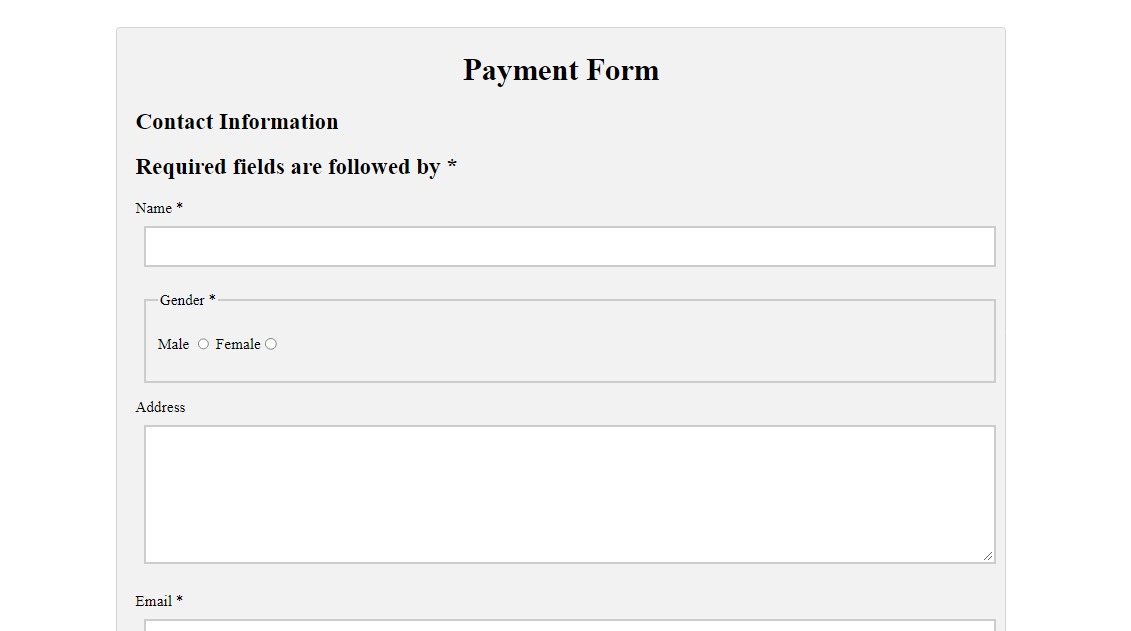 Payment Form
Contact Information
Required fields are followed by *
Name *
Gender *
Male Female
Address
Email *